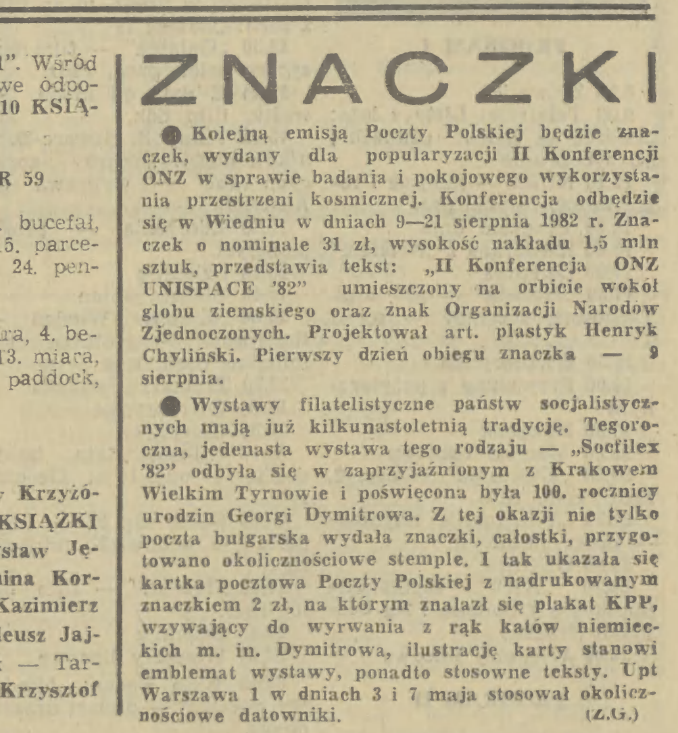 1". Wśród
we odpo-
10 KSIĄ-
R 59
bucefał,
15. parce-
24. pen-
ra, 4. be-
13. miara,
paddock,
Krzyżó-
KSIĄŻKI
sław Ję-
ina Kor-
Kazimierz
eusz Jaj-
— Tar-
Krzysztof
ZNACZKI
● Kolejną emisją Poczty Polskiej będzie zna-
czek, wydany dla popularyzacji II Konferencji
ONZ w sprawie badania i pokojowego wykorzysta-
nia przestrzeni kosmicznej. Konferencja odbędzie
się w Wiedniu w dniach 9—21 sierpnia 1982 r. Zna-
czek o nominale 31 zł, wysokość nakładu 1,5 mln
sztuk, przedstawia tekst: „II Konferencja ONZ
UNISPACE '82” umieszczony na orbicie wokół
globu ziemskiego oraz znak Organizacji Narodów
Zjednoczonych. Projektował art. plastyk Henryk
Chyliński. Pierwszy dzień obiegu znaczka — 9
sierpnia.
● Wystawy filatelistyczne państw socjalistycz-
nych mają już kilkunastoletnią tradycję. Tegoro-
czna, jedenasta wystawa tego rodzaju — „Socfilex
'82” odbyła się w zaprzyjaźnionym z Krakowem
Wielkim Tyrnowie i poświęcona była 100. rocznicy
urodzin Georgi Dymitrowa. Z tej okazji nie tylko
poczta bułgarska wydała znaczki, całostki, przygo-
towano okolicznościowe stemple. I tak ukazała się
kartka pocztowa Poczty Polskiej z nadrukowanym
znaczkiem 2 zł, na którym znalazł się plakat KPP,
wzywający do wyrwania z rąk katów niemiec-
kich m. in. Dymitrowa, ilustrację karty stanowi
emblemat wystawy, ponadto stosowne teksty. Upt
Warszawa 1 w dniach 3 i 7 maja stosował okolicz-
nościowe datowniki. (Z.G.)